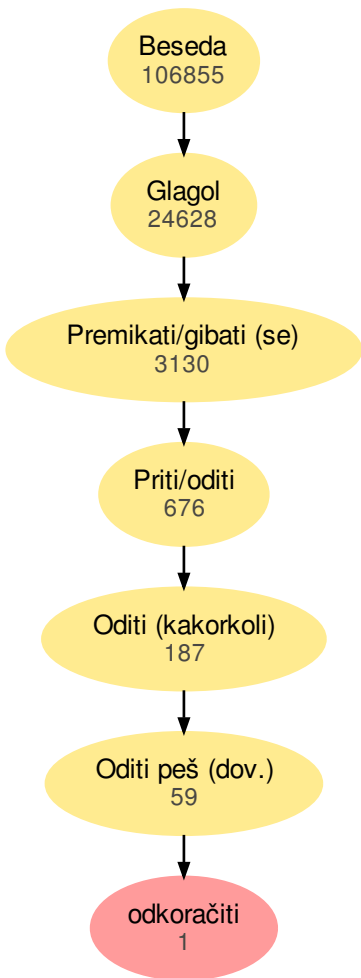 Beseda
106855
Glagol
24628
Premikati/gibati (se)
3130
Priti/oditi
676
Oditi (kakorkoli)
187
Oditi peš (dov.)
59
odkoračiti
1